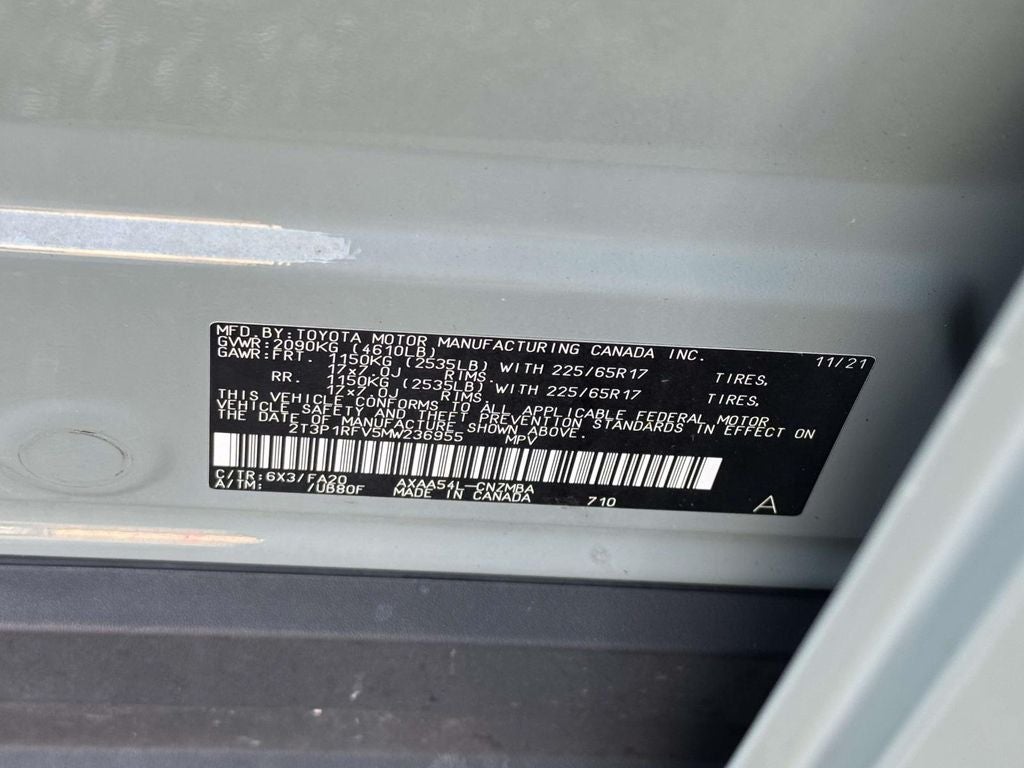 MFD. BY: TOYOTA MOTOR MANUFACTURING CANADA INC. 11/21
GVWR: 2090KG (4610LB)
GAWR: FRT. 1150KG (2535LB) WITH 225/65R17 TIRES,
17x7.0J RIMS.
RR. 1150KG (2535LB) WITH 225/65R17 TIRES,
17x7.0J RIMS.
THIS VEHICLE CONFORMS TO ALL APPLICABLE FEDERAL MOTOR
VEHICLE SAFETY AND THEFT PREVENTION STANDARDS IN EFFECT ON
THE DATE OF MANUFACTURE SHOWN ABOVE.
2T3P1RFV5MW236955 MPV
C/TR: 6X3/FA20 AXAA54L-CNZMBA
A/TM: /UB80F MADE IN CANADA 710 A